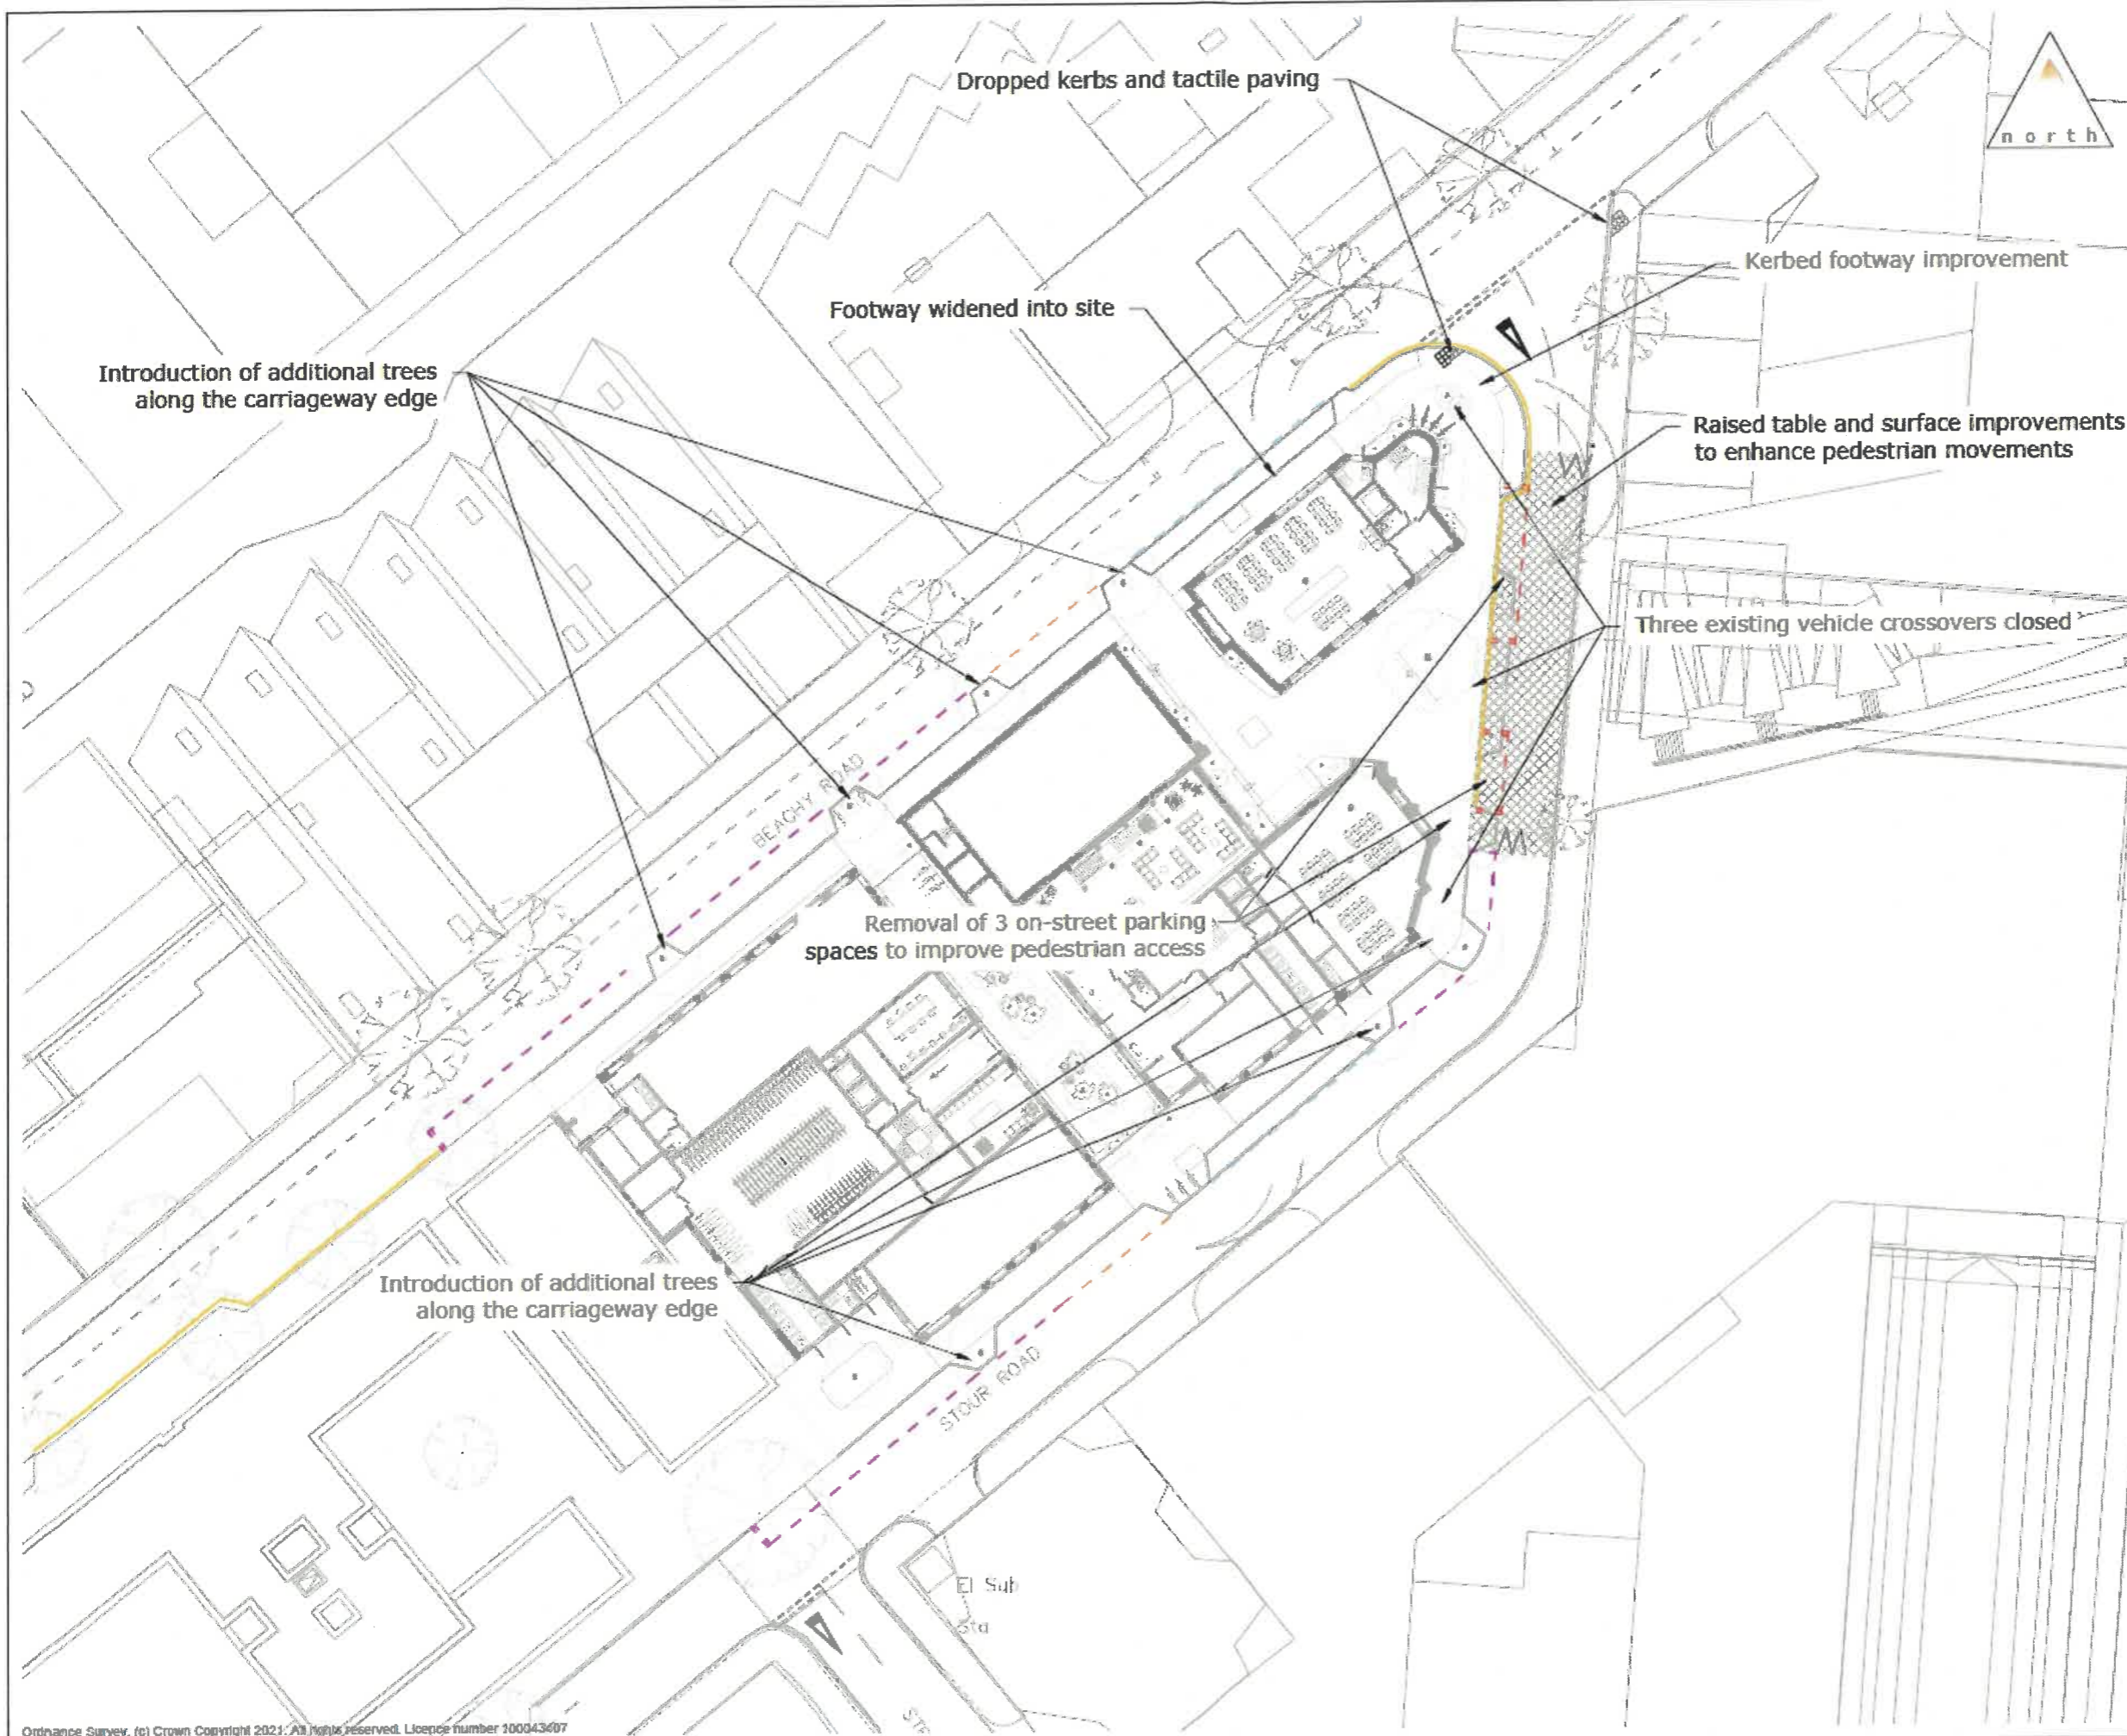 Dropped kerbs and tactile paving
north
Kerbed footway improvement
Footway widened into site
Introduction of additional trees
along the carriageway edge
Raised table and surface improvements
to enhance pedestrian movements
Three existing vehicle crossovers closed
BEACHY ROAD
Removal of 3 on-street parking
spaces to improve pedestrian access
Introduction of additional trees
along the carriageway edge
STOUR ROAD
El Sub
Sta
Ordnance Survey, (c) Crown Copyright 2021. All rights reserved. Licence number 100043407